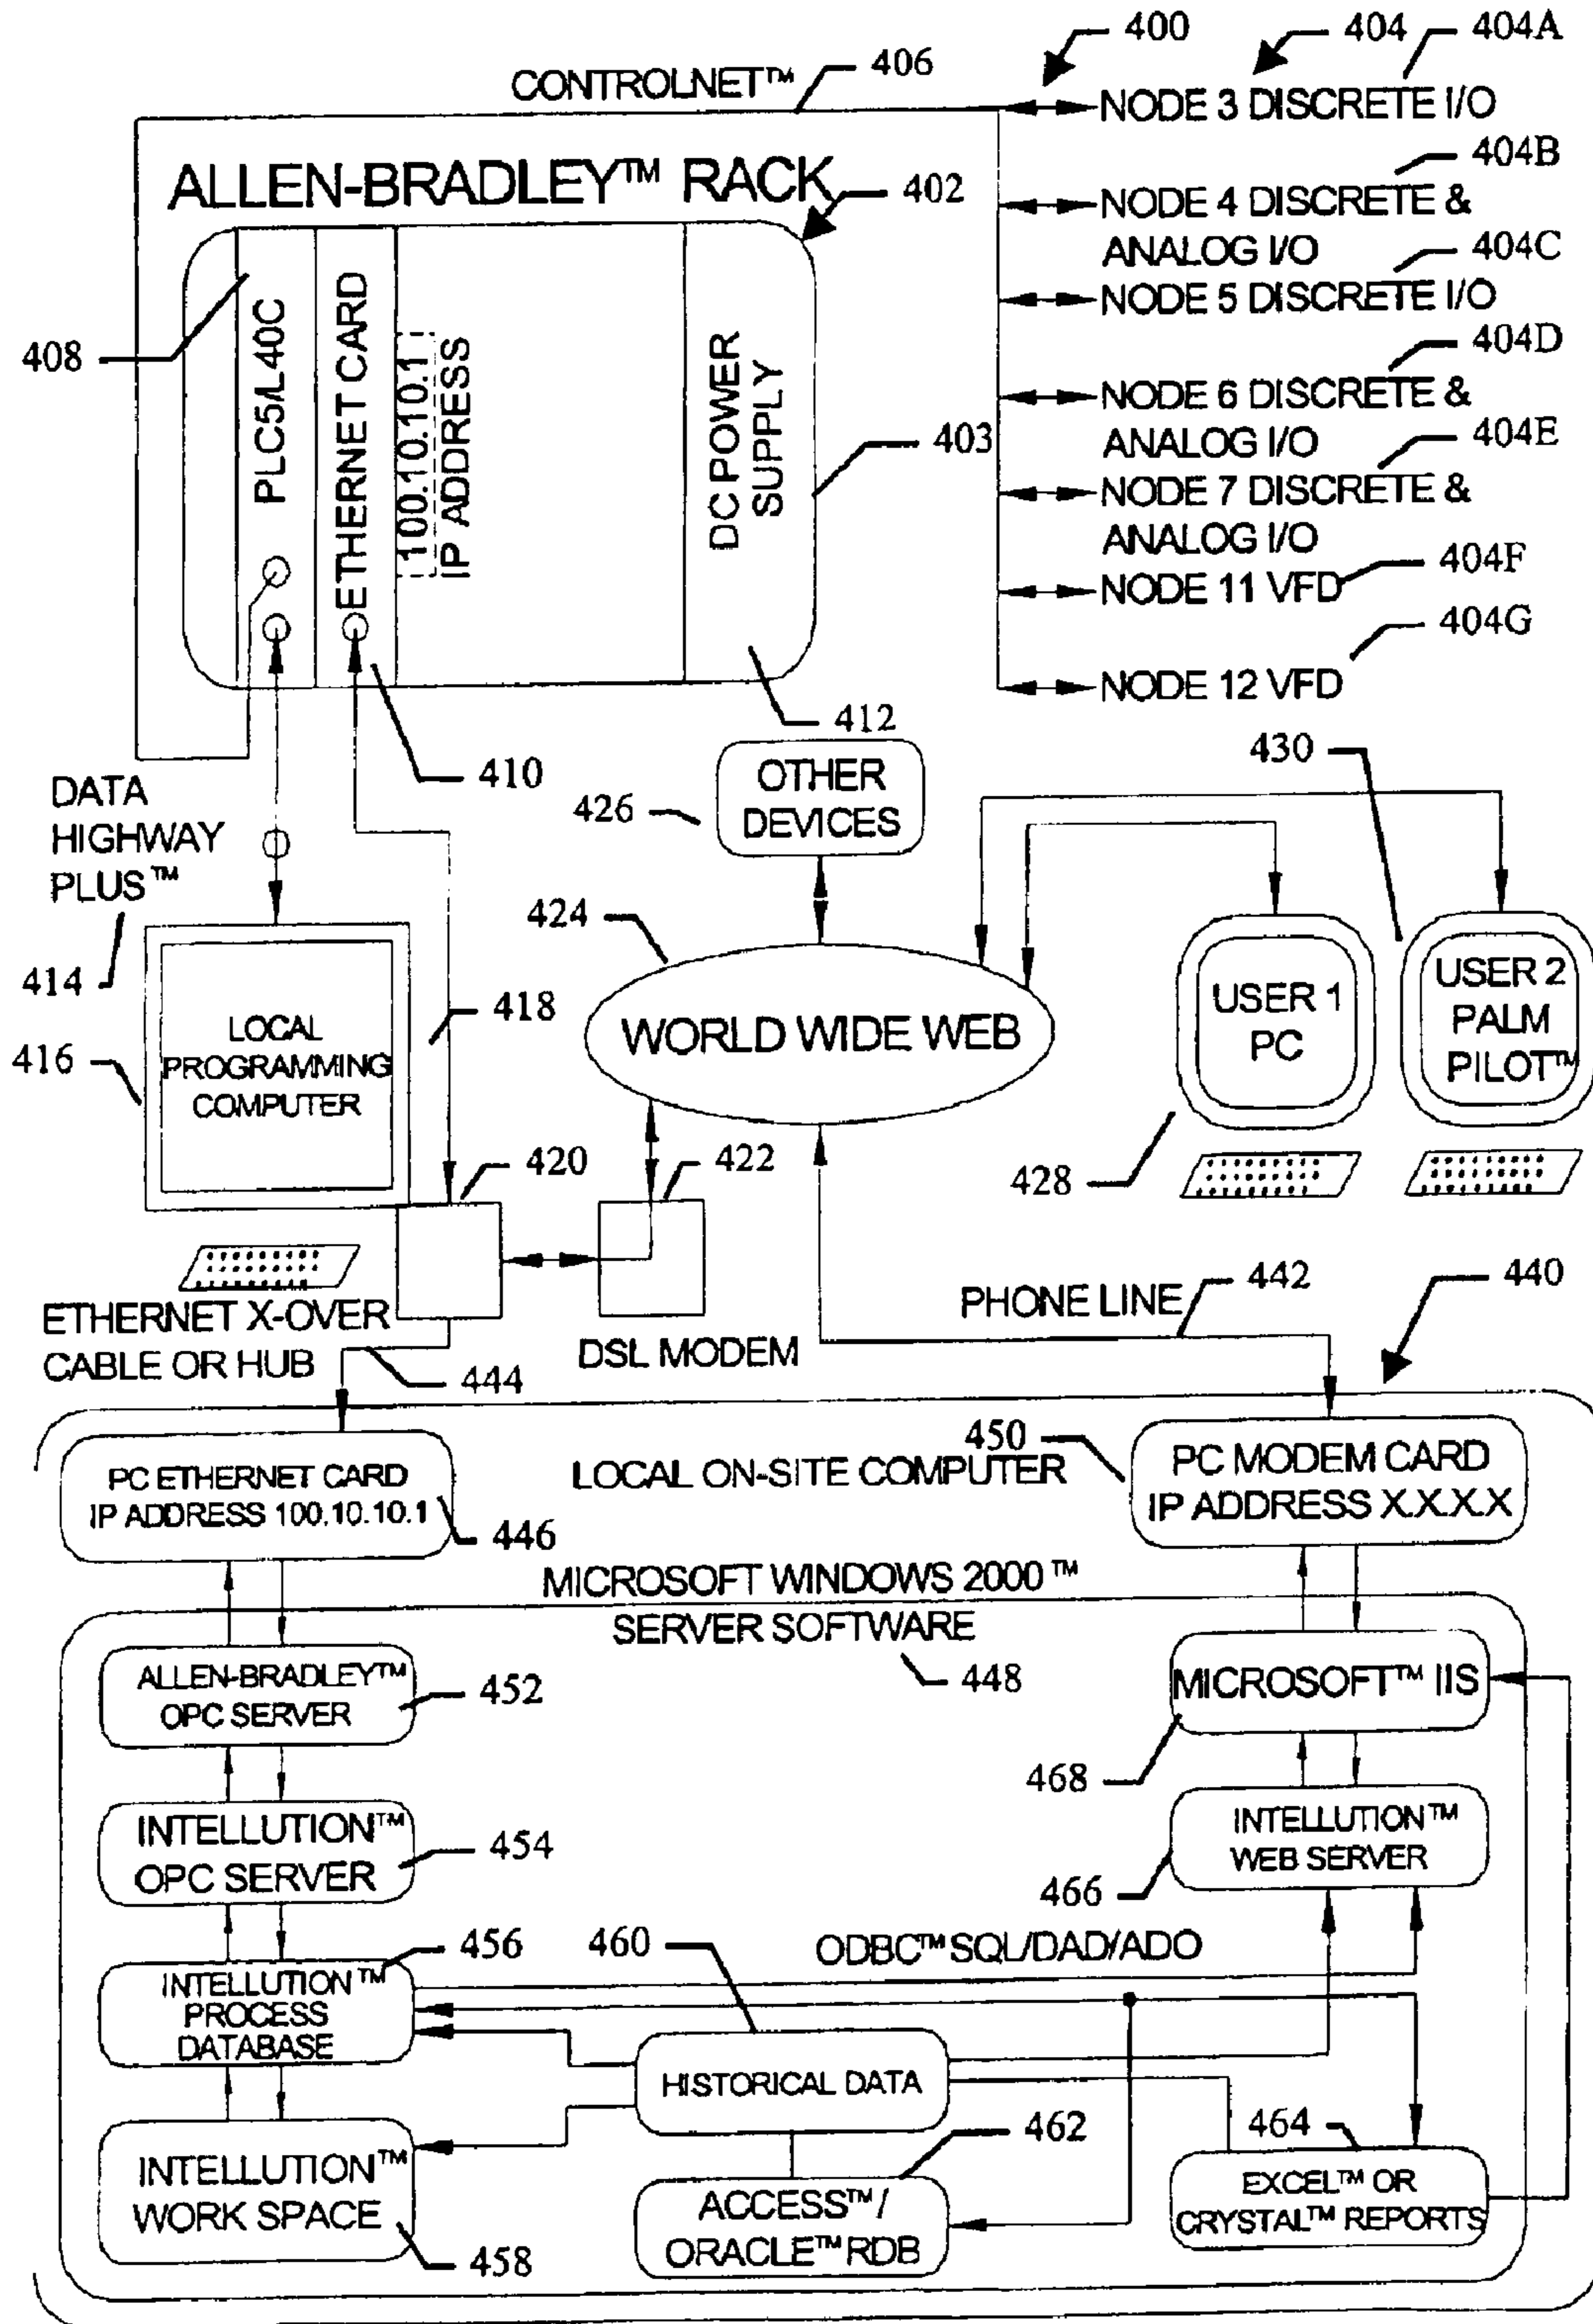 400
404
404A
CONTROLNET™
406
NODE 3 DISCRETE I/O
ALLEN-BRADLEY™ RACK
402
404B
NODE 4 DISCRETE &
ANALOG I/O
404C
NODE 5 DISCRETE I/O
404D
NODE 6 DISCRETE &
ANALOG I/O
404E
NODE 7 DISCRETE &
ANALOG I/O
404F
NODE 11 VFD
404G
NODE 12 VFD
408
PLC5/L40C
ETHERNET CARD
100.10.10.1
IP ADDRESS
DC POWER
SUPPLY
403
412
410
DATA
HIGHWAY
PLUS™
414
OTHER
DEVICES
426
430
424
WORLD WIDE WEB
USER 1
PC
USER 2
PALM
PILOT™
428
416
LOCAL
PROGRAMMING
COMPUTER
418
420
422
ETHERNET X-OVER
CABLE OR HUB
444
DSL MODEM
PHONE LINE
442
440
PC ETHERNET CARD
IP ADDRESS 100.10.10.1
446
LOCAL ON-SITE COMPUTER
450
PC MODEM CARD
IP ADDRESS X.X.X.X
MICROSOFT WINDOWS 2000™
SERVER SOFTWARE
448
ALLEN-BRADLEY™
OPC SERVER
452
MICROSOFT™ IIS
468
INTELLUTION™
OPC SERVER
454
INTELLUTION™
WEB SERVER
466
456
INTELLUTION™
PROCESS
DATABASE
460
ODBC™ SQL/DAD/ADO
HISTORICAL DATA
INTELLUTION™
WORK SPACE
458
462
ACCESS™/
ORACLE™ RDB
464
EXCEL™ OR
CRYSTAL™ REPORTS